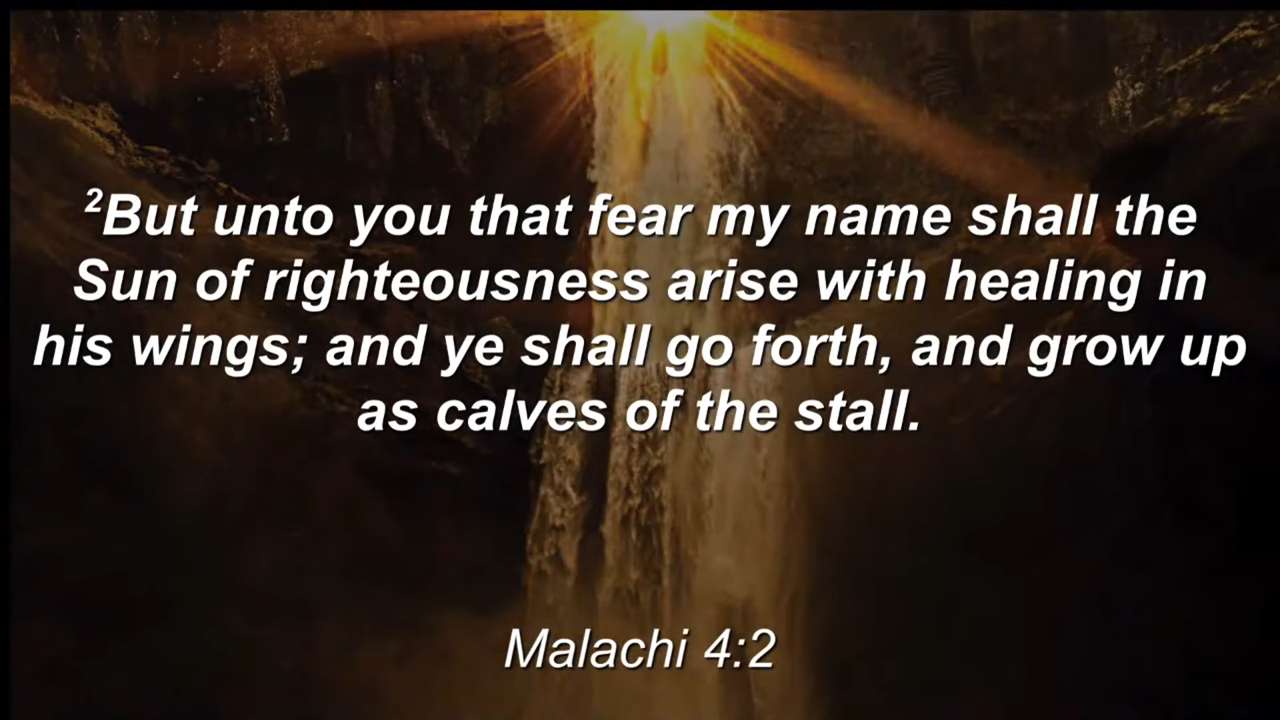 ²But unto you that fear my name shall the
Sun of righteousness arise with healing in
his wings; and ye shall go forth, and grow up
as calves of the stall.
Malachi 4:2